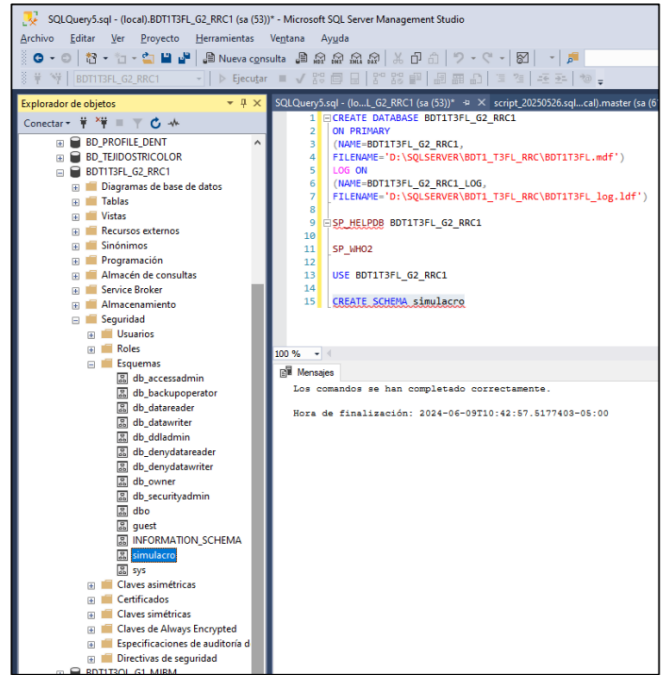 SQLQuery5.sql - (local).BDT1T3FL_G2_RRC1 (sa (53))* - Microsoft SQL Server Management Studio
Archivo Editar Ver Proyecto Herramientas Ventana Ayuda
Nueva consulta
BDT1T3FL_G2_RRC1 Ejecutar
Explorador de objetos
Conectar
BD_PROFILE_DENT
BD_TEJIDOSTRICOLOR
BDT1T3FL_G2_RRC1
Diagramas de base de datos
Tablas
Vistas
Recursos externos
Sinónimos
Programación
Almacén de consultas
Service Broker
Almacenamiento
Seguridad
Usuarios
Roles
Esquemas
db_accessadmin
db_backupoperator
db_datareader
db_datawriter
db_ddladmin
db_denydatareader
db_denydatawriter
db_owner
db_securityadmin
dbo
guest
INFORMATION_SCHEMA
simulacro
sys
Claves asimétricas
Certificados
Claves simétricas
Claves de Always Encrypted
Especificaciones de auditoría d
Directivas de seguridad
SQLQuery5.sql - (lo...L_G2_RRC1 (sa (53))* script_20250526.sql...cal).master (sa (6
1 CREATE DATABASE BDT1T3FL_G2_RRC1
2 ON PRIMARY
3 (NAME=BDT1T3FL_G2_RRC1,
4 FILENAME='D:\SQLSERVER\BDT1_T3FL_RRC\BDT1T3FL.mdf')
5 LOG ON
6 (NAME=BDT1T3FL_G2_RRC1_LOG,
7 FILENAME='D:\SQLSERVER\BDT1_T3FL_RRC\BDT1T3FL_log.ldf')
8
9 SP_HELPDB BDT1T3FL_G2_RRC1
10
11 SP_WHO2
12
13 USE BDT1T3FL_G2_RRC1
14
15 CREATE SCHEMA simulacro
100 %
Mensajes
Los comandos se han completado correctamente.
Hora de finalización: 2024-06-09T10:42:57.5177403-05:00